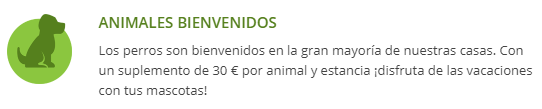 ANIMALES BIENVENIDOS
Los perros son bienvenidos en la gran mayoría de nuestras casas. Con
un suplemento de 30 € por animal y estancia ¡disfruta de las vacaciones
con tus mascotas!